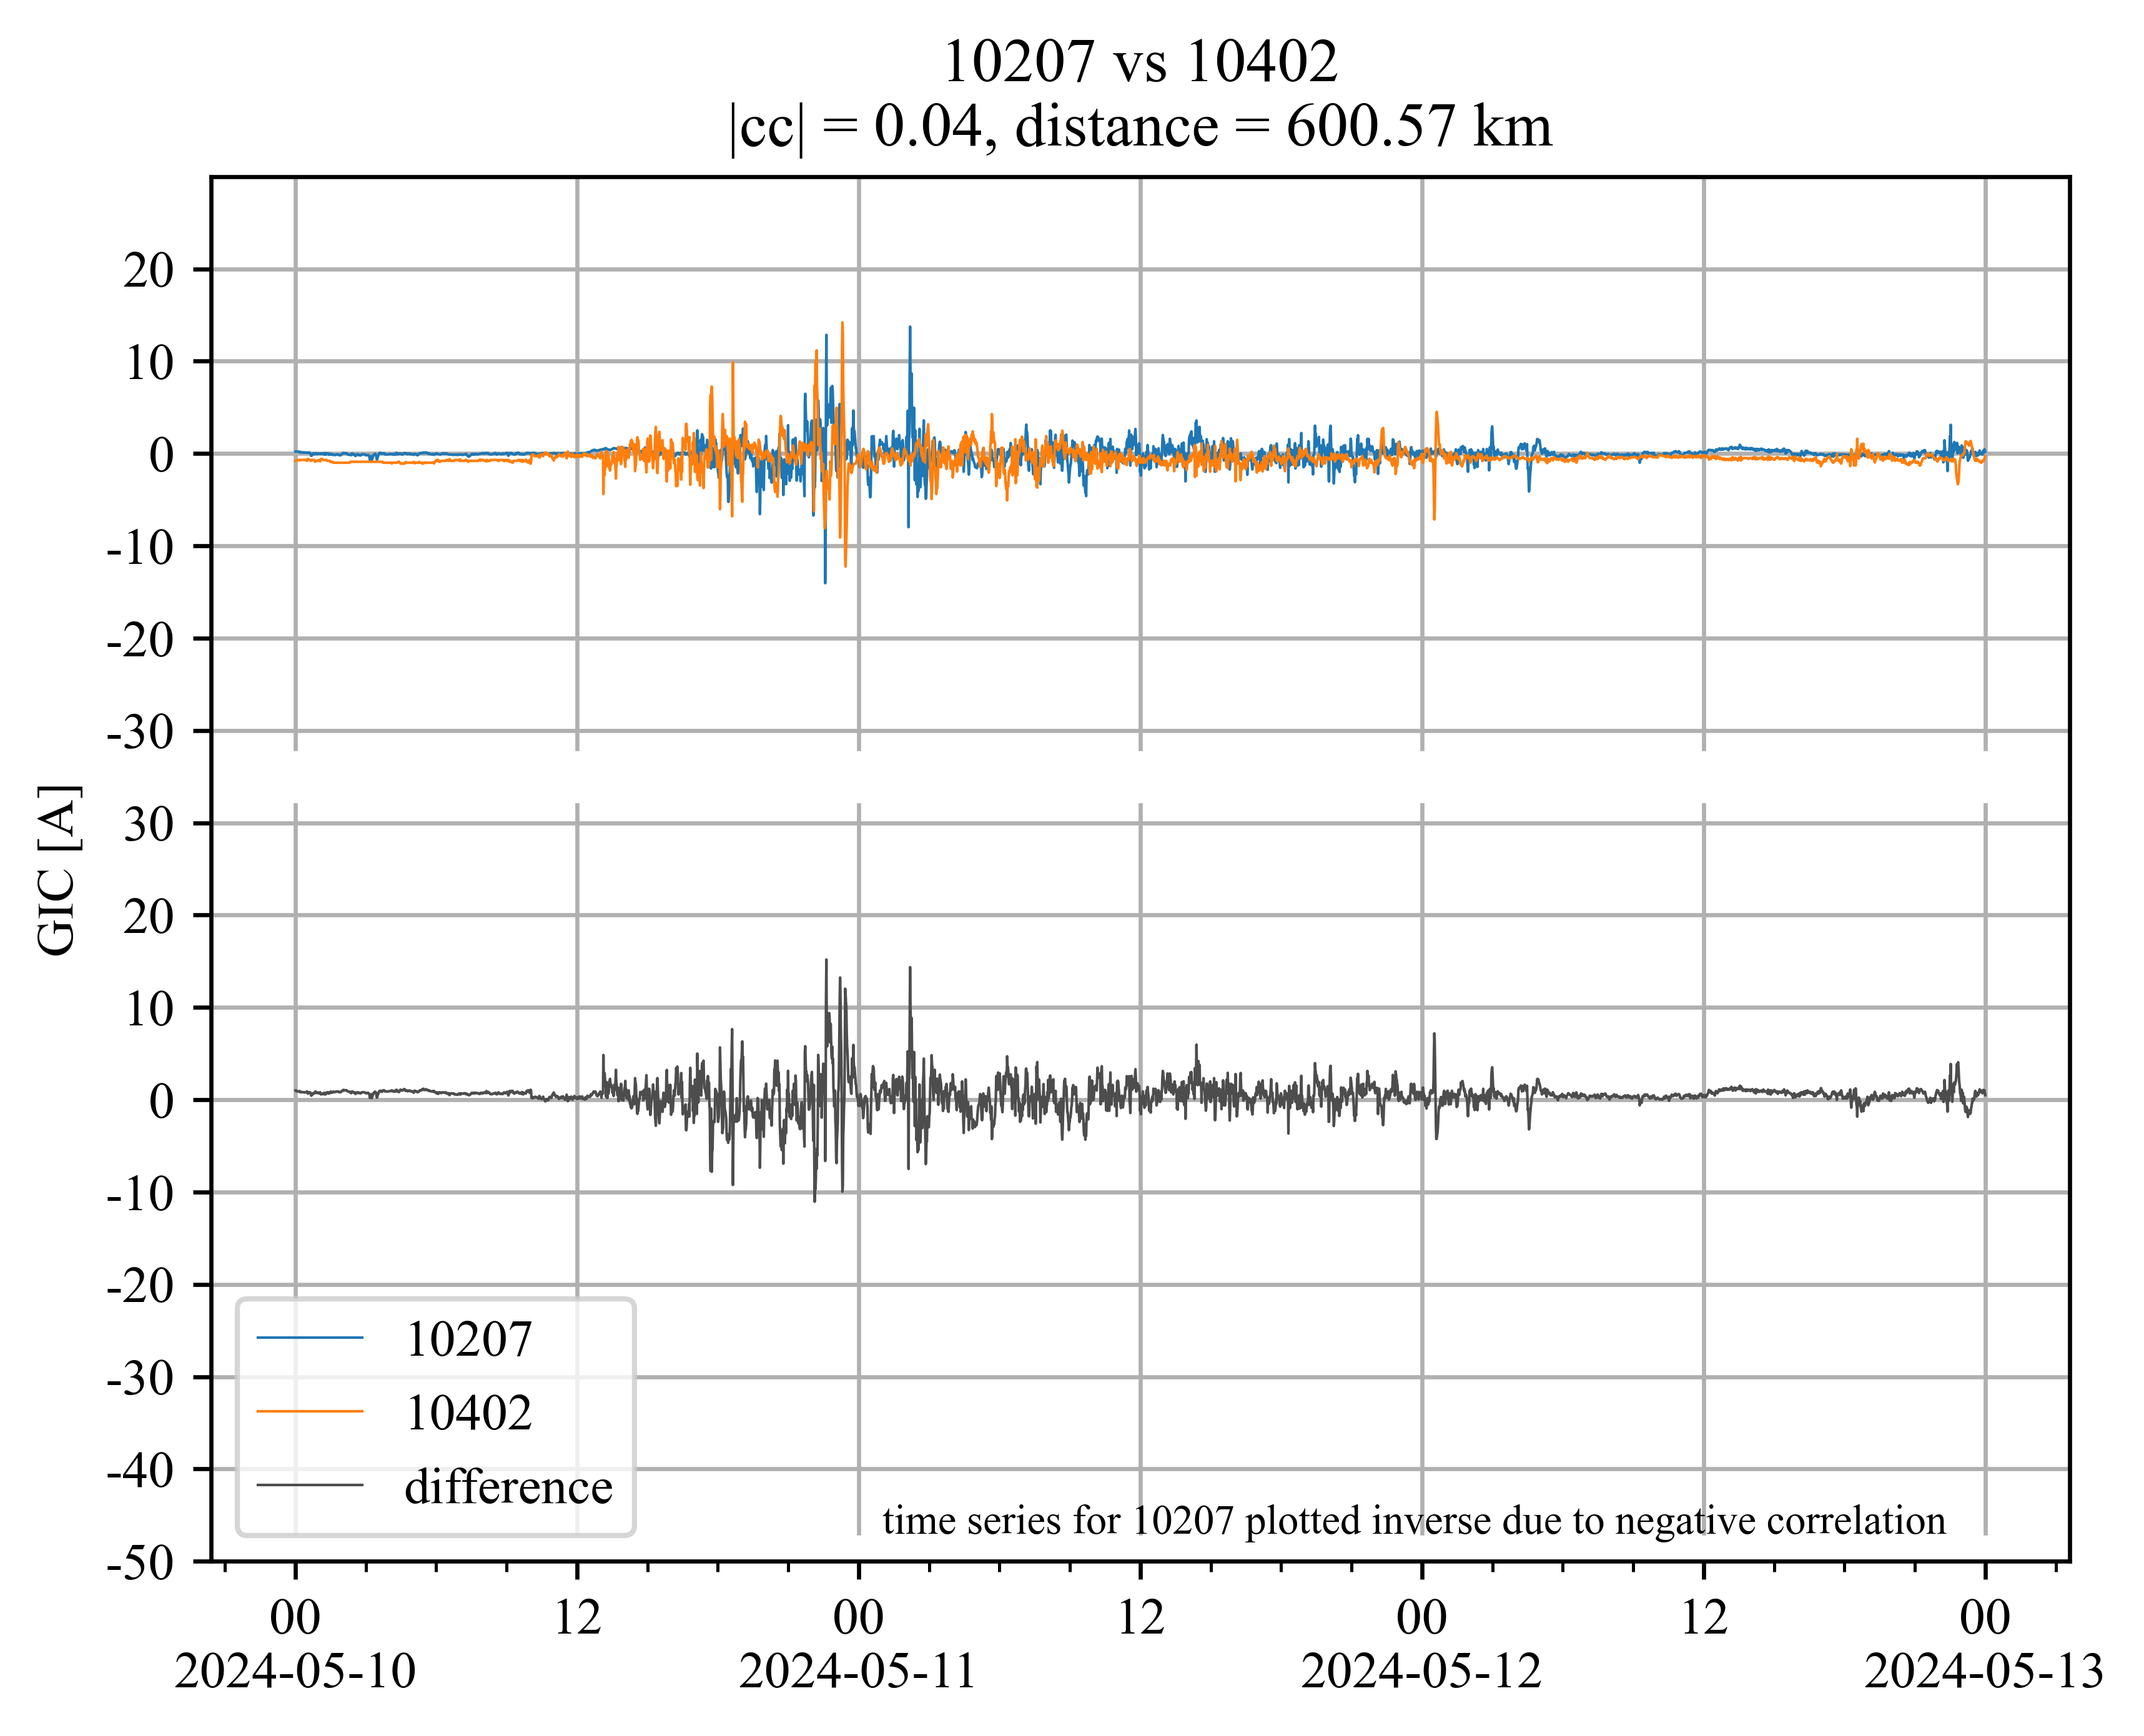 10207 vs 10402
|cc| = 0.04, distance = 600.57 km
20
10
0
-10
-20
-30
30
20
10
0
-10
-20
-30
-40
-50
GIC [A]
10207
10402
difference
time series for 10207 plotted inverse due to negative correlation
00 12 00 12 00 12 00
2024-05-10 2024-05-11 2024-05-12 2024-05-13